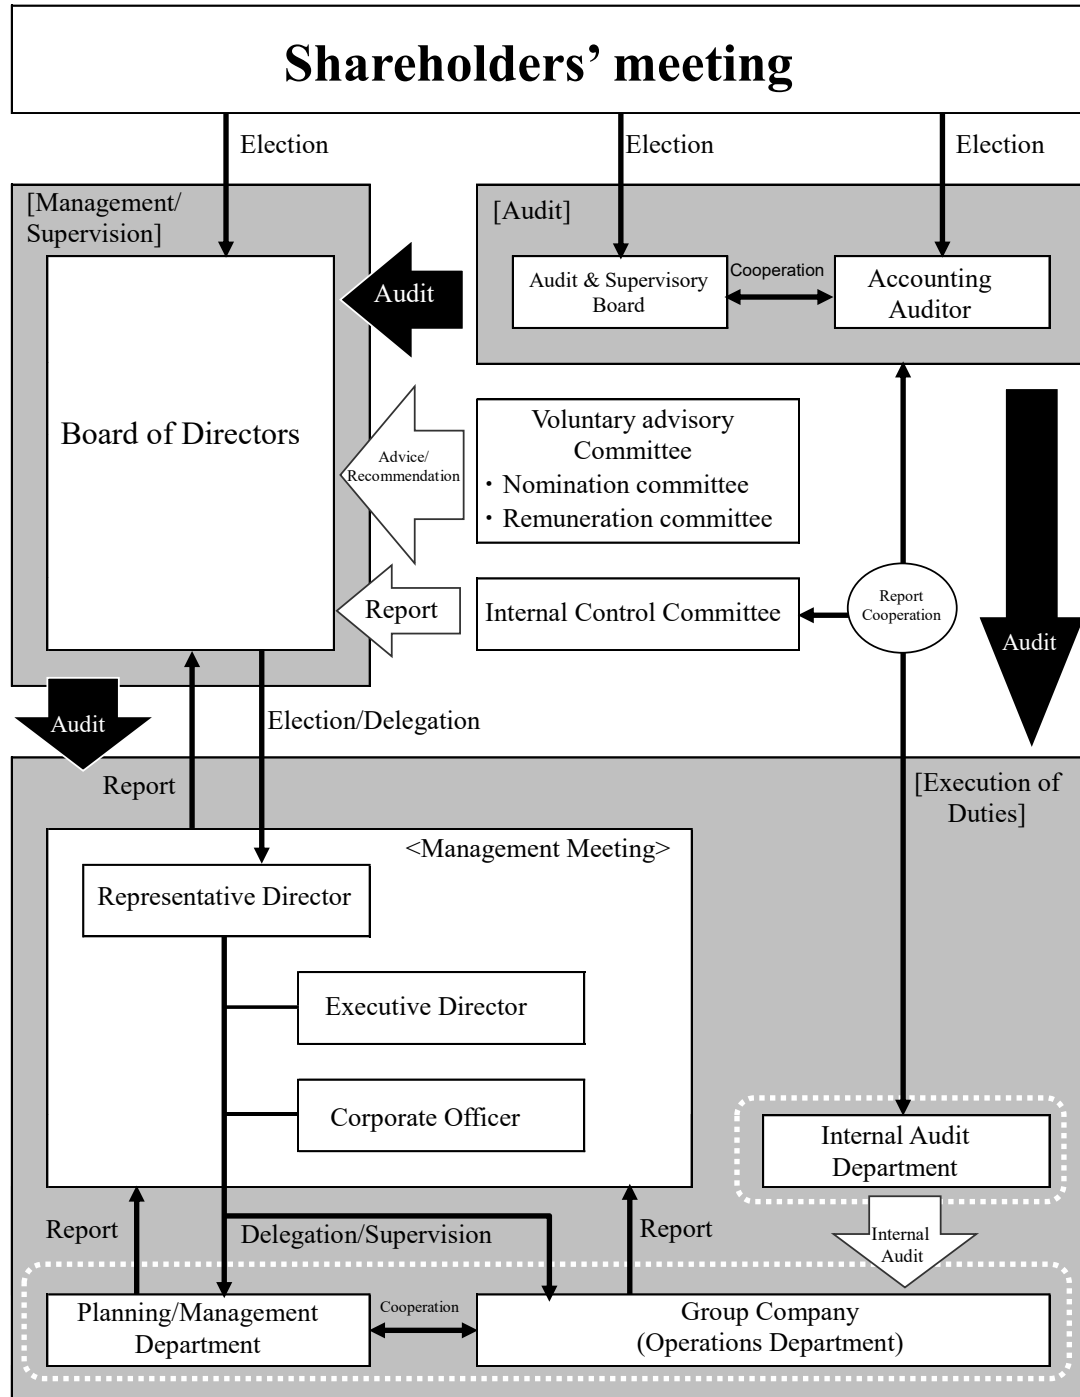 Shareholders’ meeting
Election
Election
Election
[Management/
Supervision]
[Audit]
Audit
Audit & Supervisory
Board
Cooperation
Accounting
Auditor
Board of Directors
Advice/
Recommendation
Voluntary advisory
Committee
・ Nomination committee
・ Remuneration committee
Report
Internal Control Committee
Report
Cooperation
Audit
Audit
Election/Delegation
Report
[Execution of
Duties]
<Management Meeting>
Representative Director
Executive Director
Corporate Officer
Internal Audit
Department
Report
Delegation/Supervision
Report
Internal
Audit
Planning/Management
Department
Cooperation
Group Company
(Operations Department)